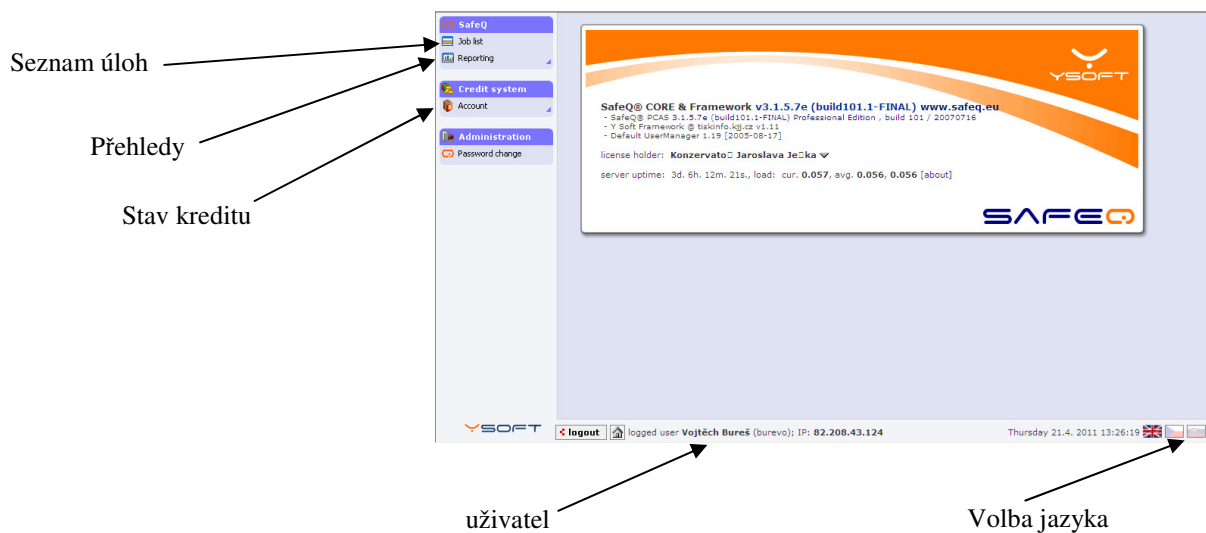 Seznam úloh
Přehledy
Stav kreditu
SafeQ
Job list
Reporting
Credit system
Account
Administration
Password change
YSOFT
SafeQ® CORE & Framework v3.1.5.7e (build101.1-FINAL) www.safeq.eu
- SafeQ® PCAS 3.1.5.7e (build101.1-FINAL) Professional Edition , build 101 / 20070716
- Y Soft Framework @ tiskinfo.kjj.cz v1.11
- Default UserManager 1.19 [2005-08-17]
license holder: Konzervato▯ Jaroslava Je▯ka
server uptime: 3d. 6h. 12m. 21s., load: cur. 0.057, avg. 0.056, 0.056 [about]
SAFEQ
YSOFT
logout logged user Vojtěch Bureš (burevo); IP: 82.208.43.124
Thursday 21.4. 2011 13:26:19
uživatel
Volba jazyka